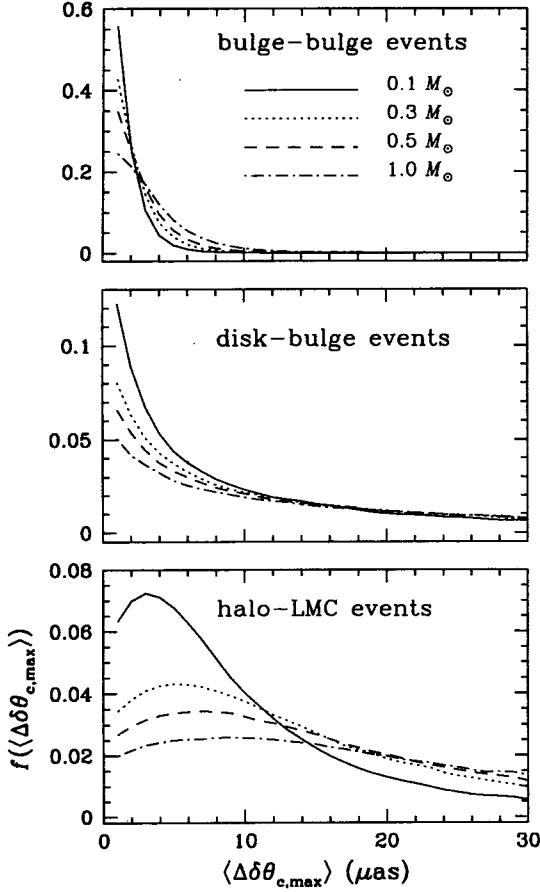 0.6
bulge–bulge events
0.1 M⊙
0.3 M⊙
0.5 M⊙
1.0 M⊙
0.4
0.2
0
disk–bulge events
0.1
0.05
0
halo–LMC events
0.08
0.06
0.04
0.02
0
f(⟨Δδθc,max⟩)
0 10 20 30
⟨Δδθc,max⟩ (μas)